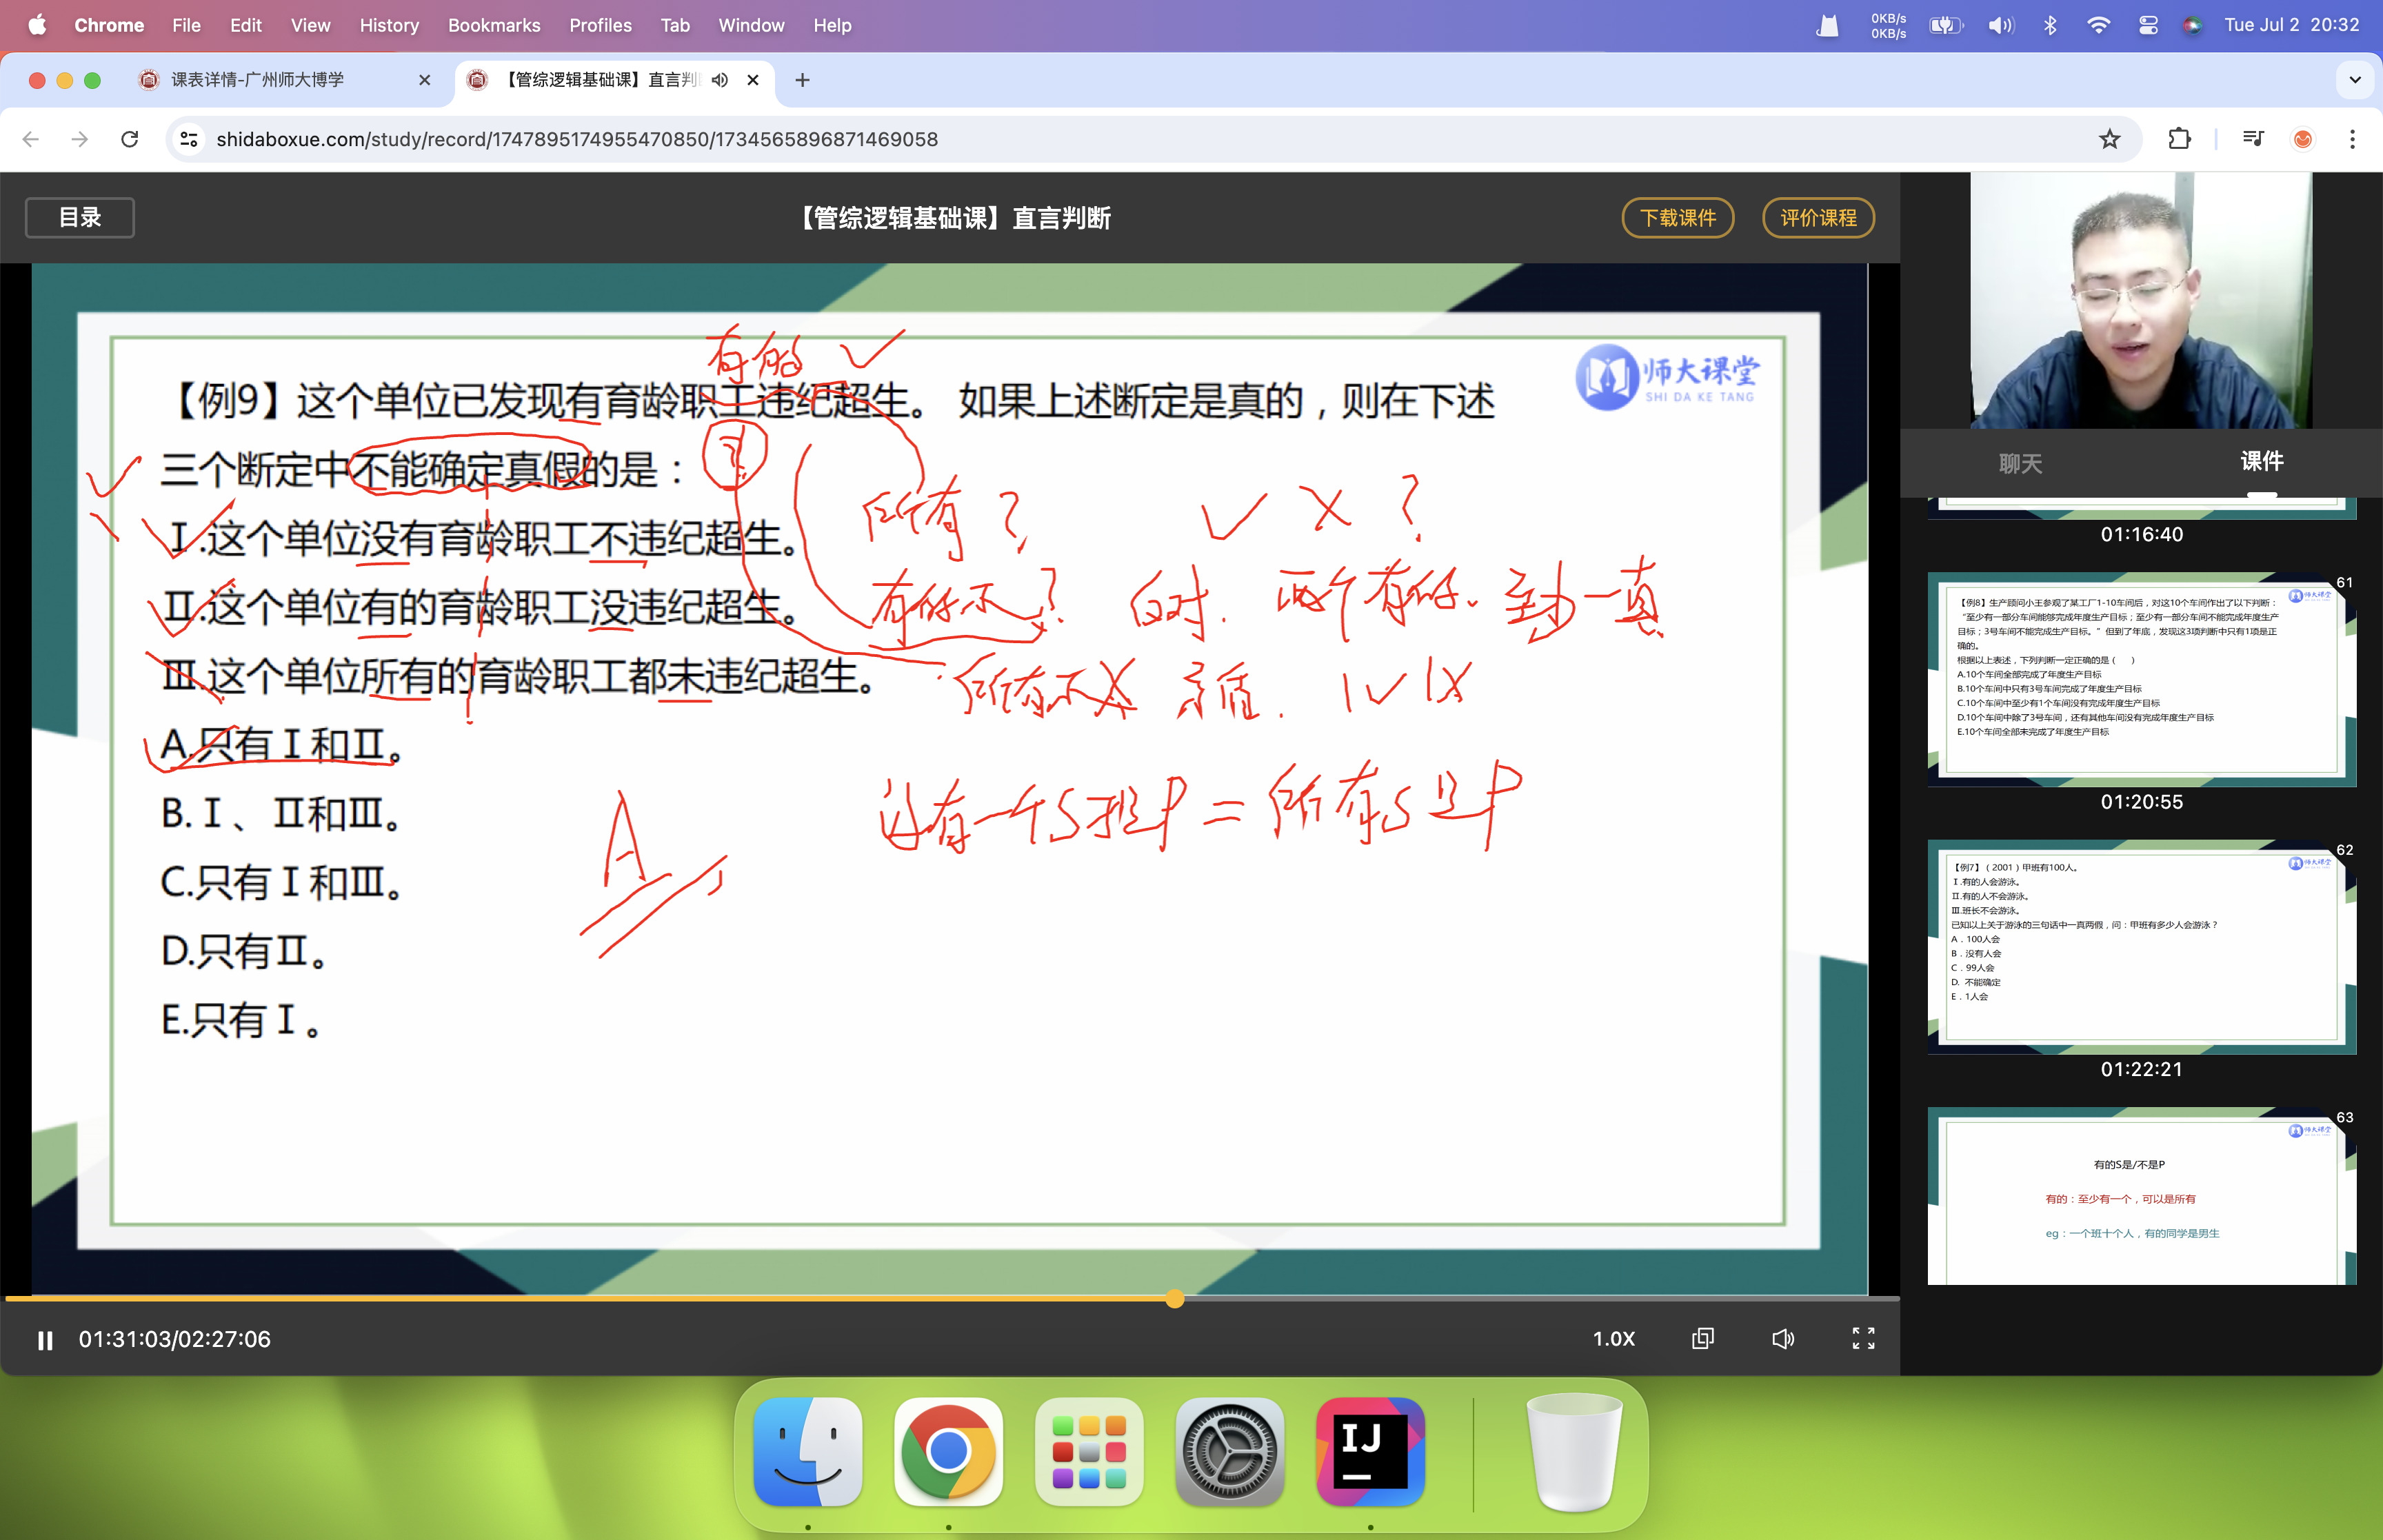 Chrome File Edit View History Bookmarks Profiles Tab Window Help
0KB/s
0KB/s
Tue Jul 2 20:32
课表详情-广州师大博学
【管综逻辑基础课】直言判
shidaboxue.com/study/record/1747895174955470850/1734565896871469058
目录
【管综逻辑基础课】直言判断
下载课件
评价课程
有的
师大课堂
SHI DA KE TANG
【例9】这个单位已发现有育龄职工违纪超生。 如果上述断定是真的，则在下述
三个断定中不能确定真假的是：
所有？
✓ ✗ ？
Ⅰ.这个单位没有育龄职工不违纪超生。
有的不？ 两个有的. 至少一真
Ⅱ.这个单位有的育龄职工没违纪超生。
所有不✗ 矛盾. 1✓1✗
Ⅲ.这个单位所有的育龄职工都未违纪超生。
A.只有Ⅰ和Ⅱ。
没有一个S不是P = 所有S是P
B.Ⅰ、Ⅱ和Ⅲ。
A
C.只有Ⅰ和Ⅲ。
D.只有Ⅱ。
E.只有Ⅰ。
01:31:03/02:27:06
1.0X
聊天
课件
01:16:40
61
师大课堂
【例8】生产顾问小王参观了某工厂1-10车间后，对这10个车间作出了以下判断：
“至少有一部分车间能够完成年度生产目标；至少有一部分车间不能完成年度生产
目标；3号车间不能完成生产目标。”但到了年底，发现这3项判断中只有1项是正
确的。
根据以上表述，下列判断一定正确的是（ ）
A.10个车间全部完成了年度生产目标
B.10个车间中只有3号车间完成了年度生产目标
C.10个车间中至少有1个车间没有完成年度生产目标
D.10个车间中除了3号车间，还有其他车间没有完成年度生产目标
E.10个车间全部未完成了年度生产目标
01:20:55
62
师大课堂
【例7】（2001）甲班有100人。
Ⅰ.有的人会游泳。
Ⅱ.有的人不会游泳。
Ⅲ.班长不会游泳。
已知以上关于游泳的三句话中一真两假，问：甲班有多少人会游泳？
A．100人会
B．没有人会
C．99人会
D. 不能确定
E．1人会
01:22:21
63
师大课堂
有的S是/不是P
有的：至少有一个，可以是所有
eg：一个班十个人，有的同学是男生
IJ